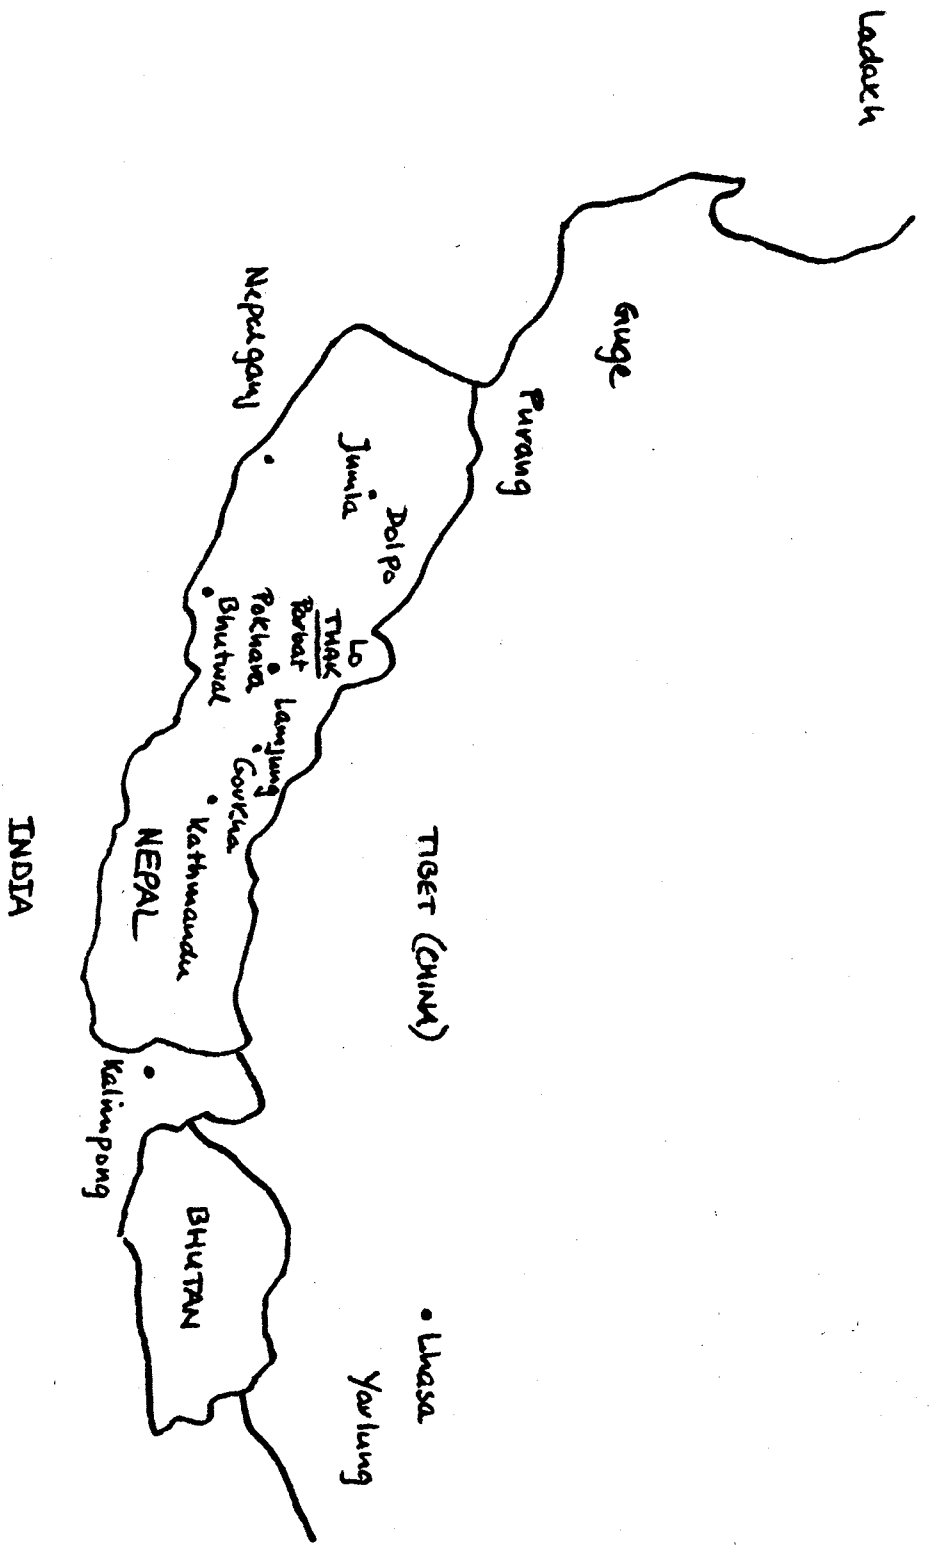 Ladakh
Guge
Purang
Nepalganj
Jumla
Dolpo
LO
THAK
Parbat
Pokhara
Bhutwal
Lamjung
Gorkha
Kathmandu
NEPAL
TIBET (CHINA)
INDIA
Kalimpong
BHUTAN
Lhasa
Yarlung